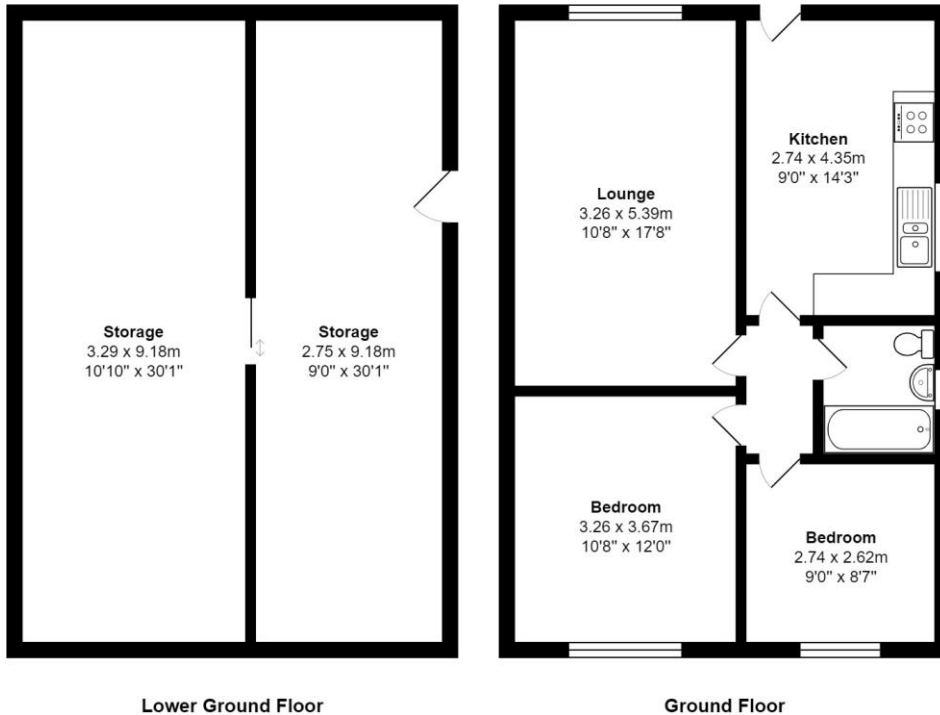 Storage
3.29 x 9.18m
10'10" x 30'1"
Storage
2.75 x 9.18m
9'0" x 30'1"
Lower Ground Floor
Lounge
3.26 x 5.39m
10'8" x 17'8"
Kitchen
2.74 x 4.35m
9'0" x 14'3"
Bedroom
3.26 x 3.67m
10'8" x 12'0"
Bedroom
2.74 x 2.62m
9'0" x 8'7"
Ground Floor